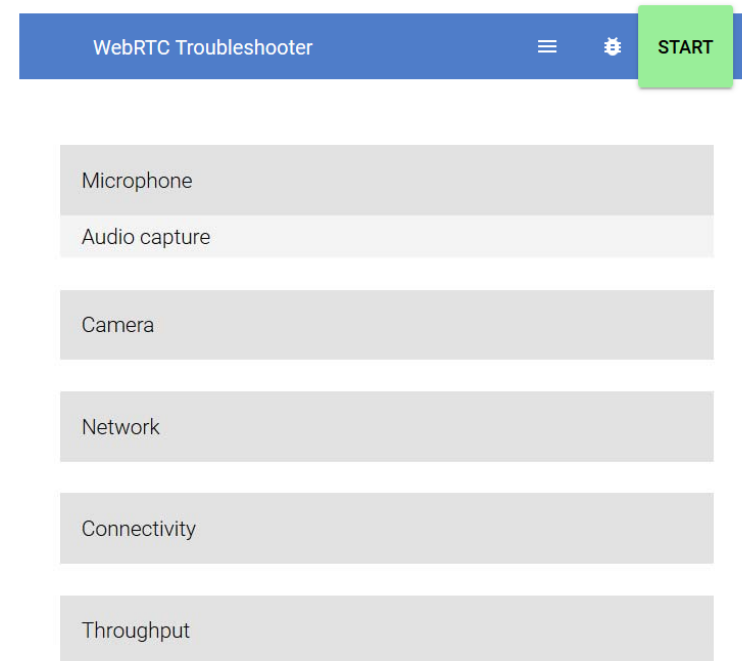 WebRTC Troubleshooter
START
Microphone
Audio capture
Camera
Network
Connectivity
Throughput